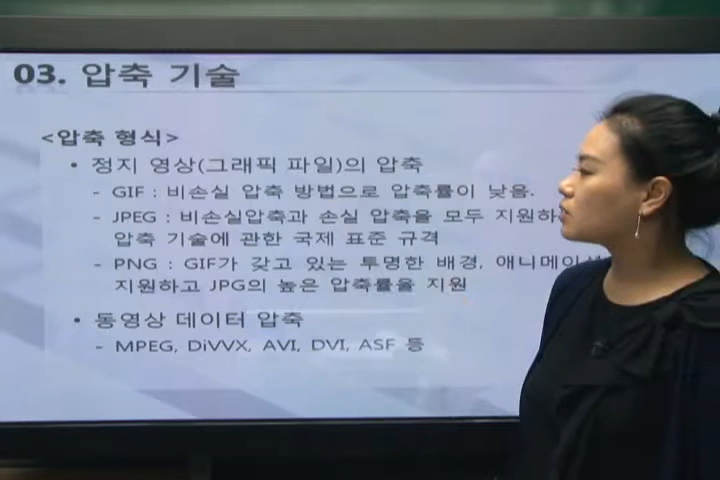 03. 압축 기술
<압축 형식>
• 정지 영상(그래픽 파일)의 압축
- GIF : 비손실 압축 방법으로 압축률이 낮음.
- JPEG : 비손실압축과 손실 압축을 모두 지원하
압축 기술에 관한 국제 표준 규격
- PNG : GIF가 갖고 있는 투명한 배경, 애니메이션
지원하고 JPG의 높은 압축률을 지원
• 동영상 데이터 압축
- MPEG, DiVVX, AVI, DVI, ASF 등